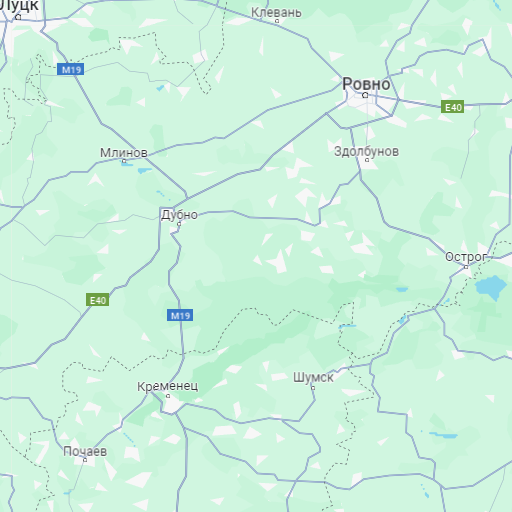 Луцк
Клевань
M19
Ровно
E40
Млинов
Здолбунов
Дубно
Острог
E40
M19
Шумск
Кременец
Почаев